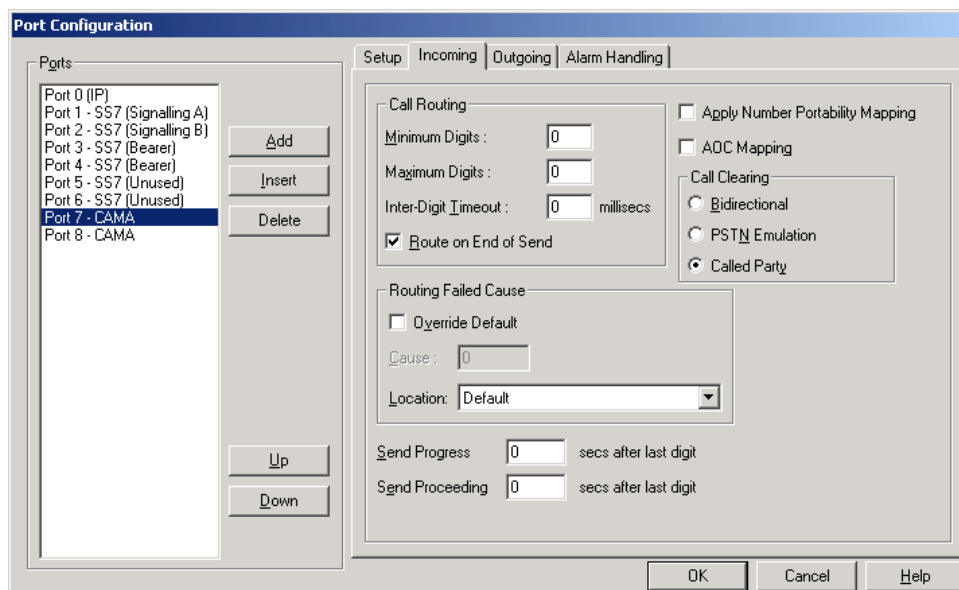 Port Configuration
Ports
Port 0 (IP)
Port 1 - SS7 (Signalling A)
Port 2 - SS7 (Signalling B)
Port 3 - SS7 (Bearer)
Port 4 - SS7 (Bearer)
Port 5 - SS7 (Unused)
Port 6 - SS7 (Unused)
Port 7 - CAMA
Port 8 - CAMA
Add
Insert
Delete
Up
Down
Setup Incoming Outgoing Alarm Handling
Call Routing
Minimum Digits : 0
Maximum Digits : 0
Inter-Digit Timeout : 0 millisecs
Route on End of Send
Apply Number Portability Mapping
AOC Mapping
Call Clearing
Bidirectional
PSTN Emulation
Called Party
Routing Failed Cause
Override Default
Cause : 0
Location: Default
Send Progress 0 secs after last digit
Send Proceeding 0 secs after last digit
OK Cancel Help